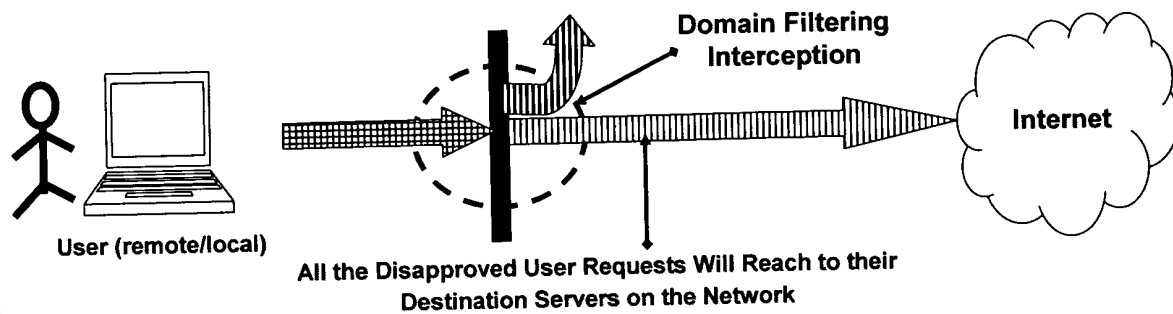 Domain Filtering
Interception
Internet
User (remote/local)
All the Disapproved User Requests Will Reach to their
Destination Servers on the Network